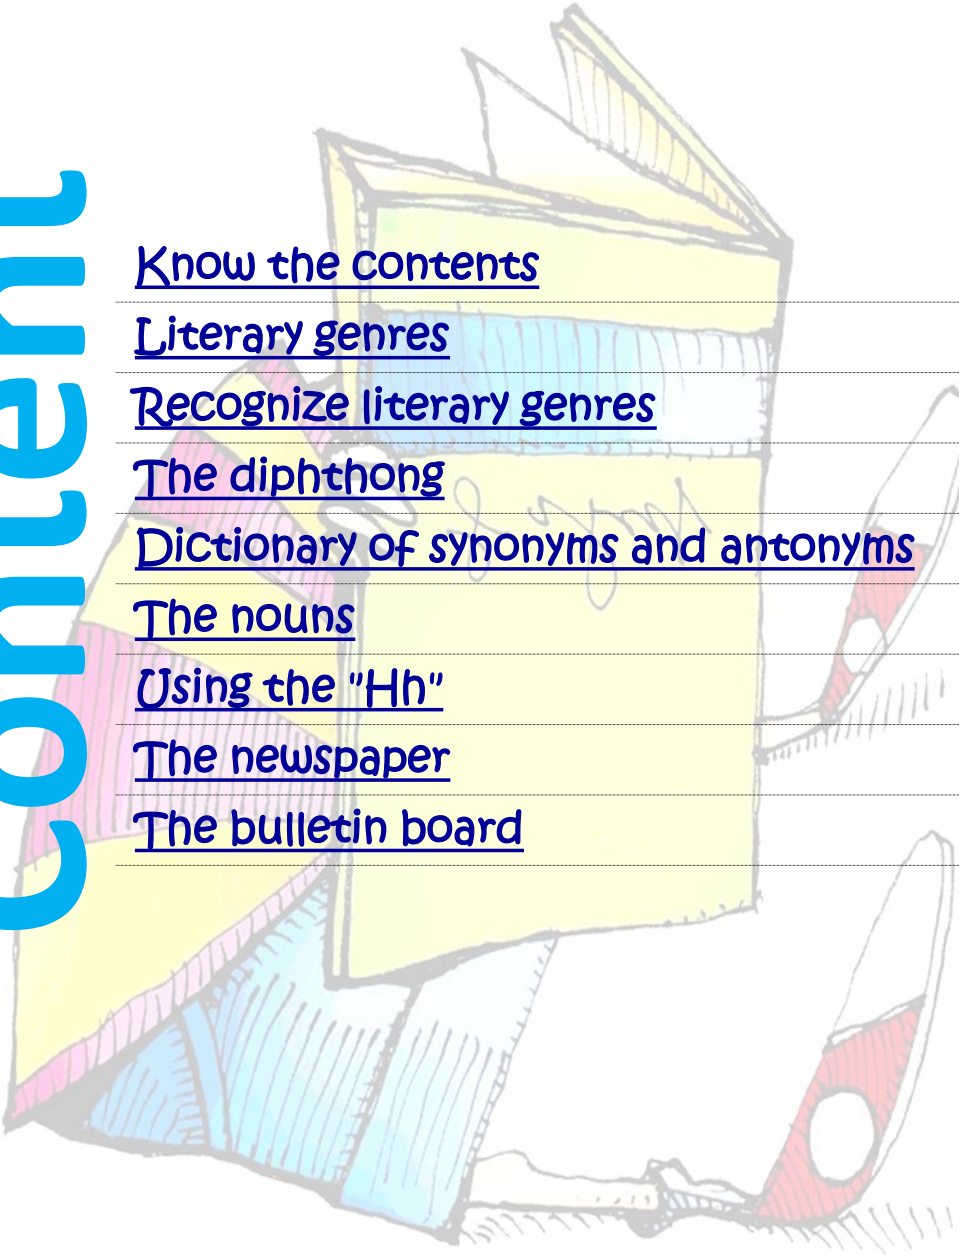 Content
Know the contents
Literary genres
Recognize literary genres
The diphthong
Dictionary of synonyms and antonyms
The nouns
Using the "Hh"
The newspaper
The bulletin board